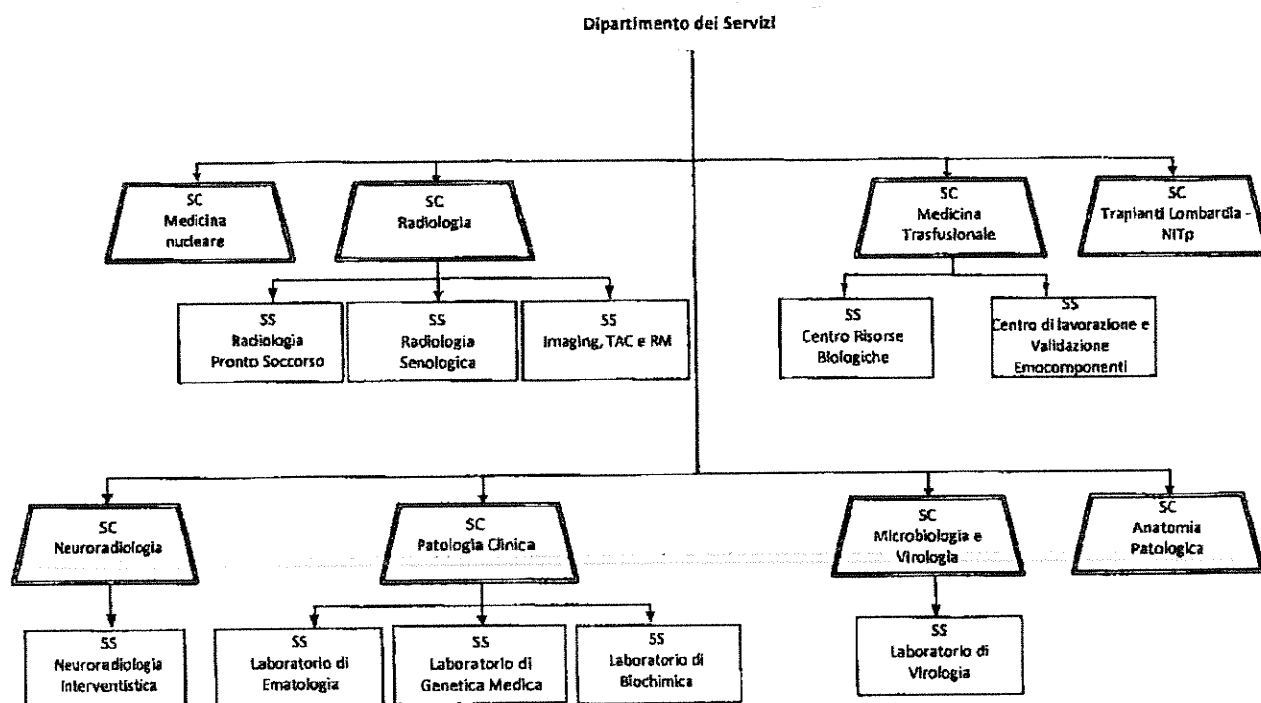 Dipartimento dei Servizi
SC
Medicina
nucleare
SC
Radiologia
SC
Medicina
Trasfusionale
SC
Trapianti Lombardia -
NITp
SS
Radiologia
Pronto Soccorso
SS
Radiologia
Senologica
SS
Imaging, TAC e RM
SS
Centro Risorse
Biologiche
SS
Centro di lavorazione e
Validazione
Emocomponenti
SC
Neuroradiologia
SC
Patologia Clinica
SC
Microbiologia e
Virologia
SC
Anatomia
Patologica
SS
Neuroradiologia
Interventistica
SS
Laboratorio di
Ematologia
SS
Laboratorio di
Genetica Medica
SS
Laboratorio di
Biochimica
SS
Laboratorio di
Virologia